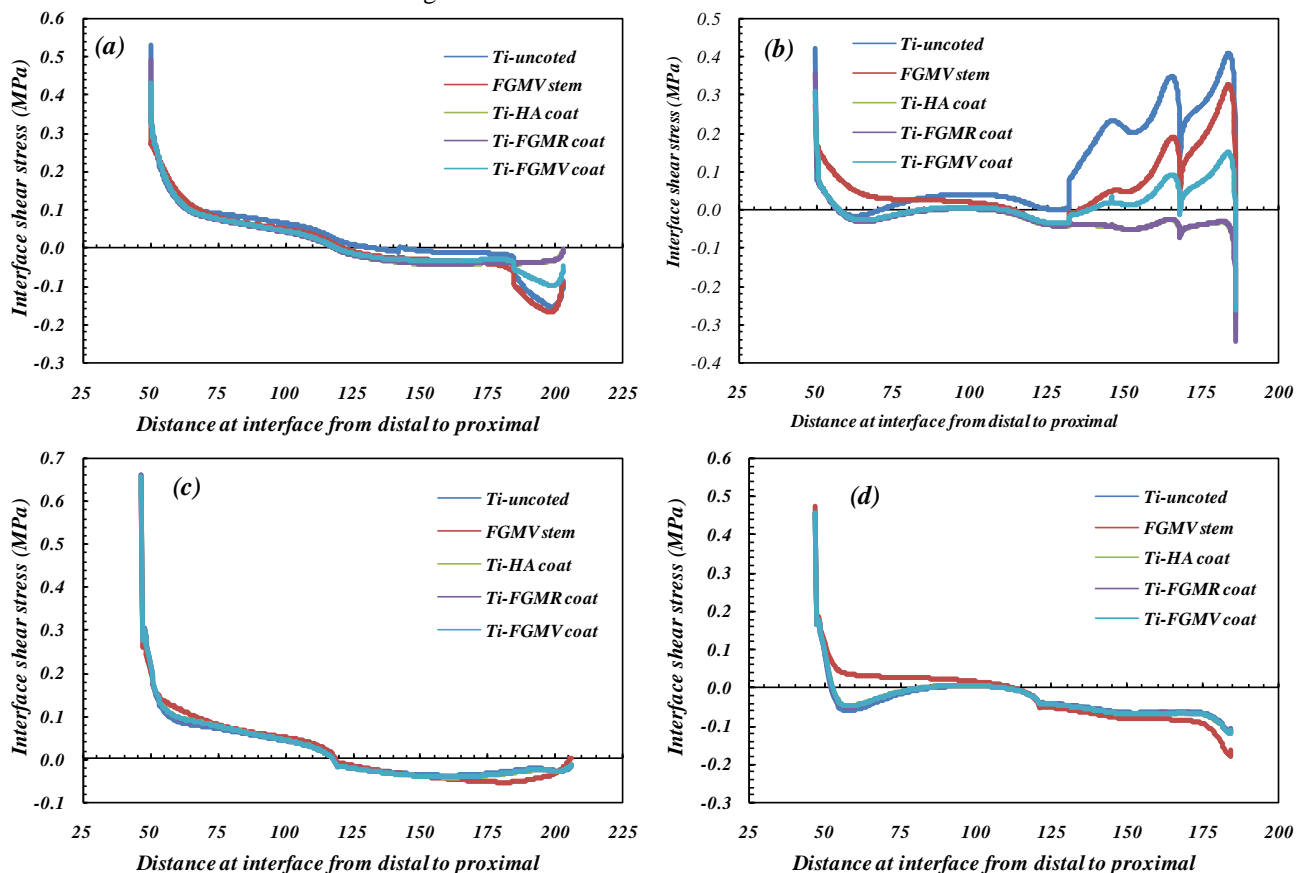 (a)
Ti-uncoted
FGMV stem
Ti-HA coat
Ti-FGMR coat
Ti-FGMV coat
Interface shear stress (MPa)
0.6
0.5
0.4
0.3
0.2
0.1
0.0
-0.1
-0.2
-0.3
25 50 75 100 125 150 175 200 225
Distance at interface from distal to proximal
(b)
Ti-uncoted
FGMV stem
Ti-HA coat
Ti-FGMR coat
Ti-FGMV coat
Interface shear stress (MPa)
0.5
0.4
0.3
0.2
0.1
0.0
-0.1
-0.2
-0.3
-0.4
25 50 75 100 125 150 175 200
Distance at interface from distal to proximal
(c)
Ti-uncoted
FGMV stem
Ti-HA coat
Ti-FGMR coat
Ti-FGMV coat
Interface shear stress (MPa)
0.7
0.6
0.5
0.4
0.3
0.2
0.1
0.0
-0.1
25 50 75 100 125 150 175 200 225
Distance at interface from distal to proximal
(d)
Ti-uncoted
FGMV stem
Ti-HA coat
Ti-FGMR coat
Ti-FGMV coat
Interface shear stress (MPa)
0.6
0.5
0.4
0.3
0.2
0.1
0.0
-0.1
-0.2
-0.3
25 50 75 100 125 150 175 200
Distance at interface from distal to proximal